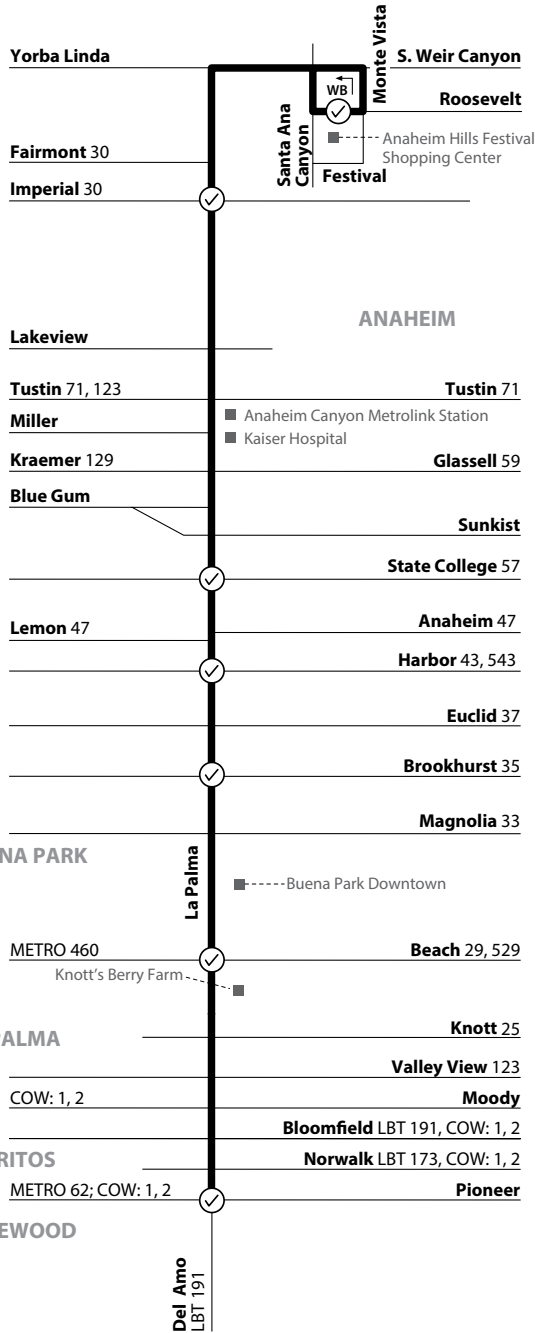 Yorba Linda
S. Weir Canyon
Monte Vista
WB
Roosevelt
Santa Ana
Canyon
Anaheim Hills Festival
Shopping Center
Festival
Fairmont 30
Imperial 30
ANAHEIM
Lakeview
Tustin 71, 123
Tustin 71
Anaheim Canyon Metrolink Station
Miller
Kaiser Hospital
Kraemer 129
Glassell 59
Blue Gum
Sunkist
State College 57
Anaheim 47
Lemon 47
Harbor 43, 543
Euclid 37
Brookhurst 35
Magnolia 33
NA PARK
La Palma
Buena Park Downtown
METRO 460
Beach 29, 529
Knott's Berry Farm
Knott 25
PALMA
Valley View 123
COW: 1, 2
Moody
Bloomfield LBT 191, COW: 1, 2
RITOS
Norwalk LBT 173, COW: 1, 2
METRO 62; COW: 1, 2
Pioneer
EWOOD
Del Amo
LBT 191